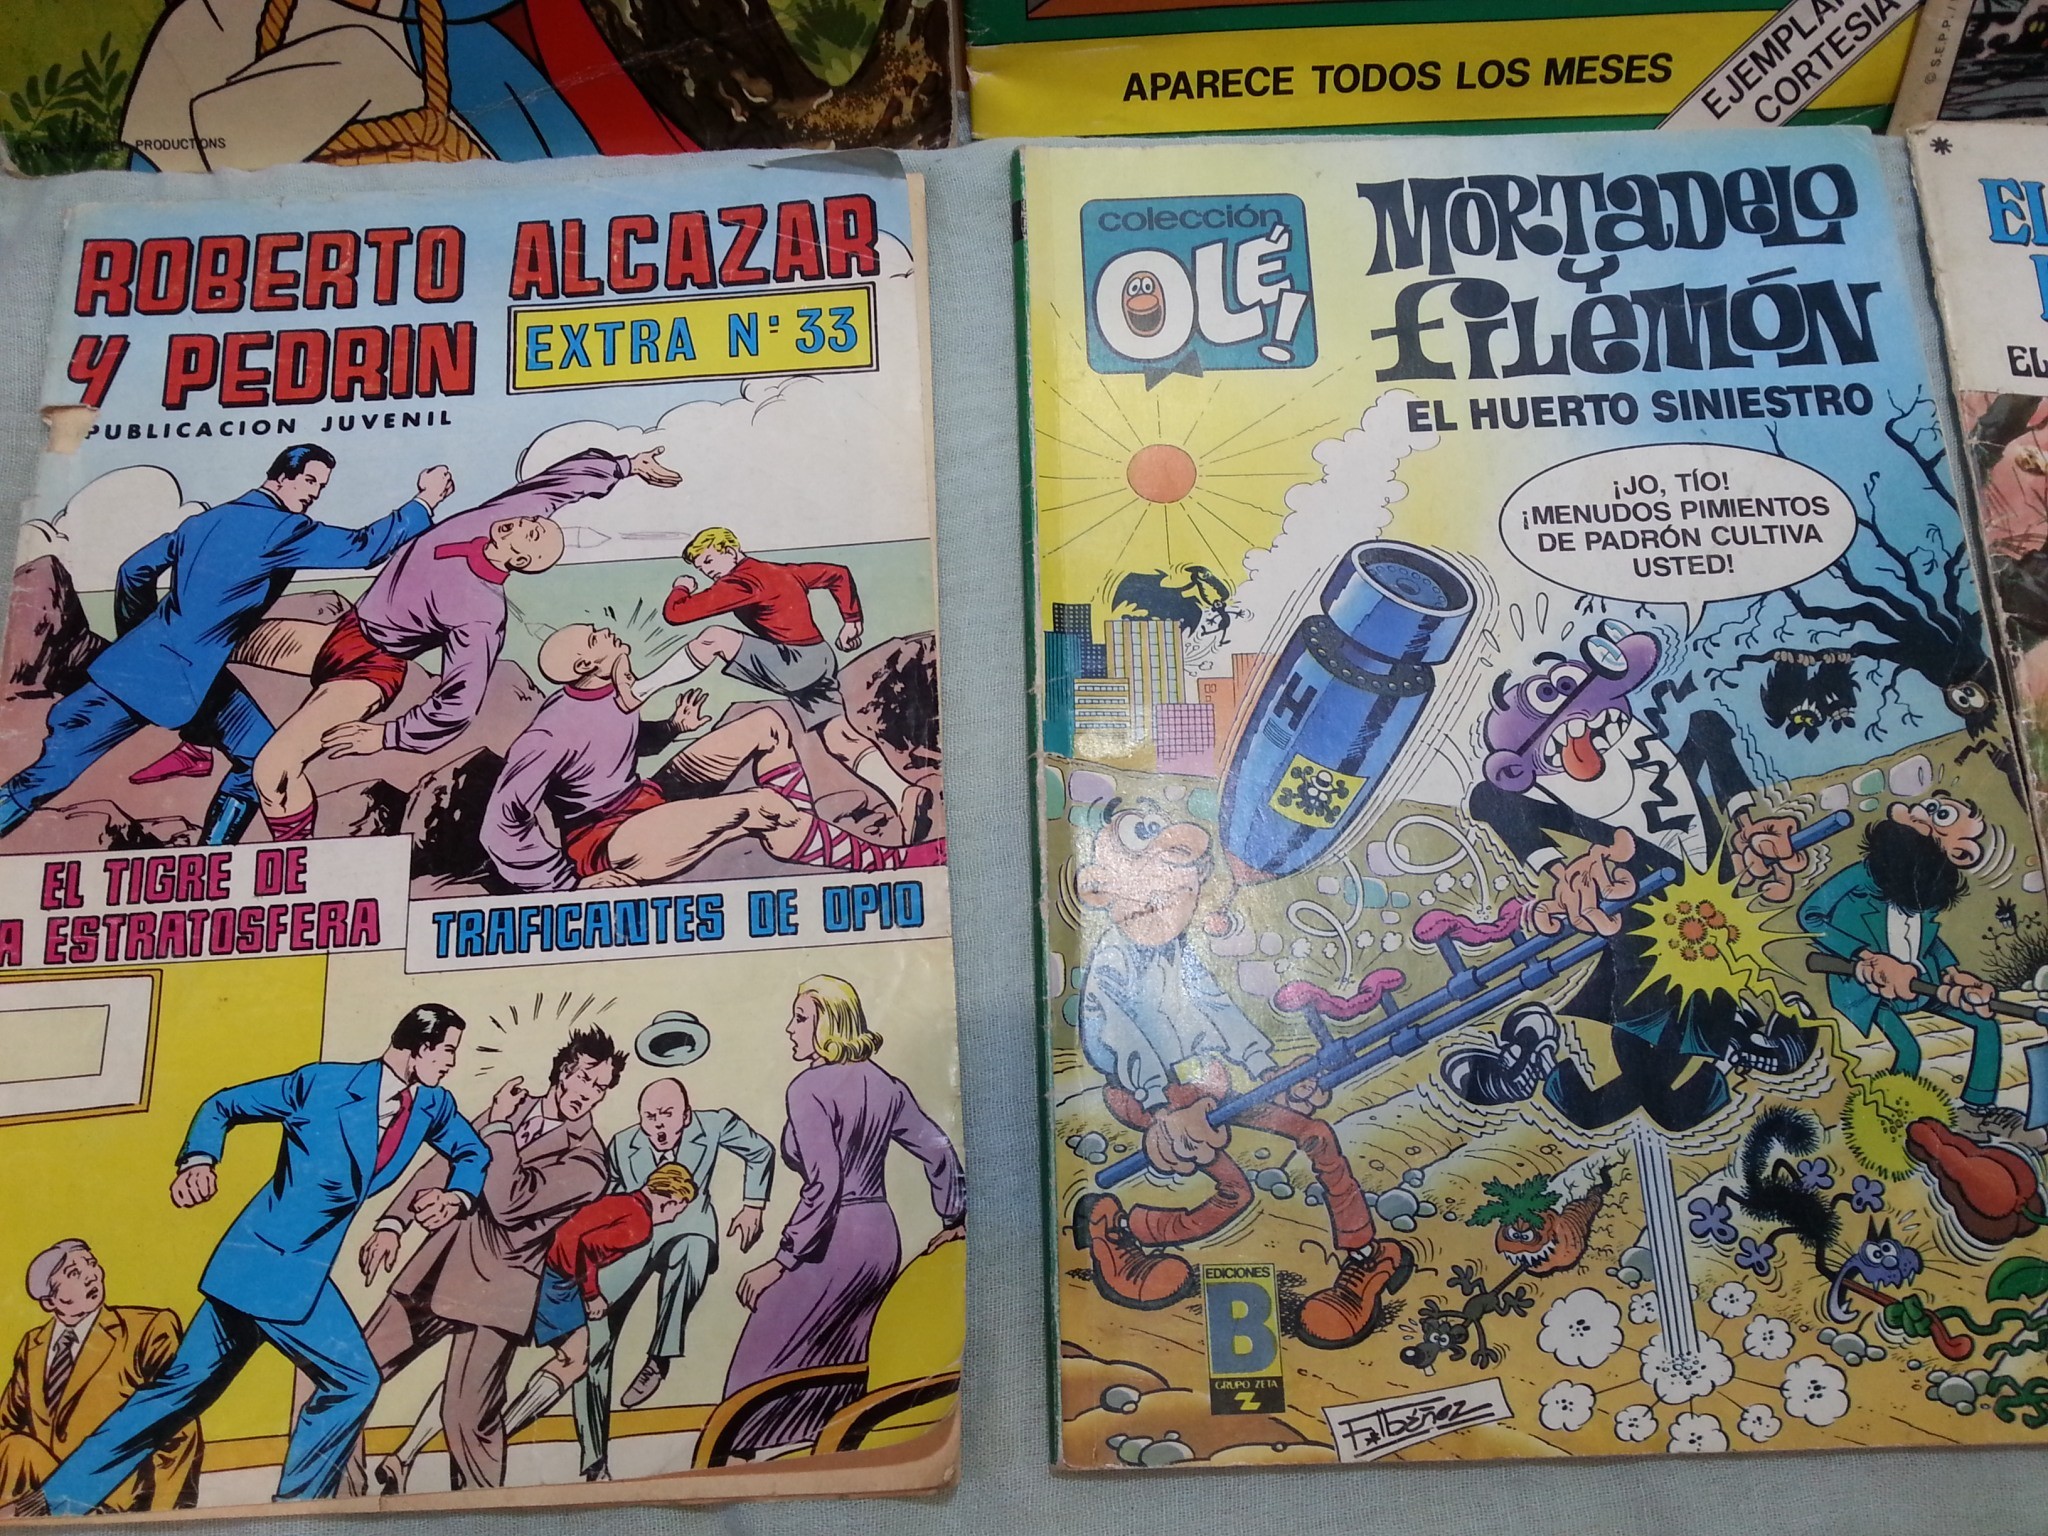 PRODUCTIONS
APARECE TODOS LOS MESES
EJEMPLAR
CORTESIA
© S.E.P.P.
ROBERTO ALCAZAR
Y PEDRIN
EXTRA Nº 33
PUBLICACION JUVENIL
EL TIGRE DE
A ESTRATOSFERA
TRAFICANTES DE OPIO
colección
OLÉ!
MORTADELO
Y
FILEMÓN
EL HUERTO SINIESTRO
¡JO, TÍO!
¡MENUDOS PIMIENTOS
DE PADRÓN CULTIVA
USTED!
H
EDICIONES
B
GRUPO ZETA
Z
F. Ibáñez
*
EL
EL